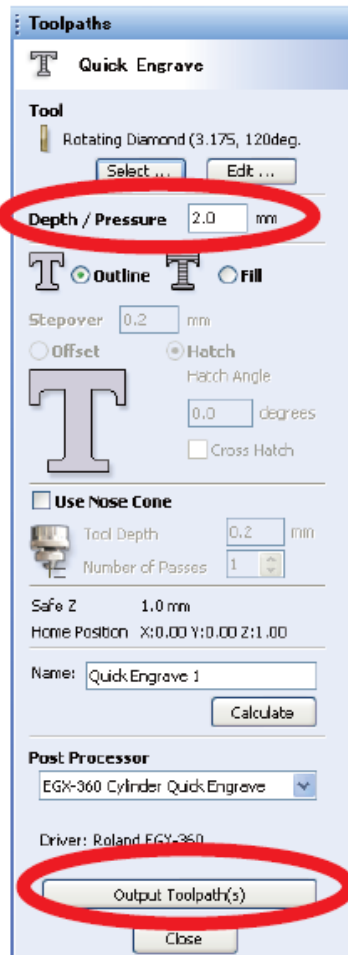 Toolpaths
Quick Engrave
Tool
Rotating Diamond (3.175, 120deg.
Select ... Edit ...
Depth / Pressure 2.0 mm
Outline Fill
Stepover 0.2 mm
Offset Hatch
Hatch Angle
0.0 degrees
Cross Hatch
Use Nose Cone
Tool Depth 0.2 mm
Number of Passes 1
Safe Z 1.0 mm
Home Position X:0.00 Y:0.00 Z:1.00
Name: Quick Engrave 1
Calculate
Post Processor
EGX-360 Cylinder Quick Engrave
Driver: Roland EGX-360
Output Toolpath(s)
Close